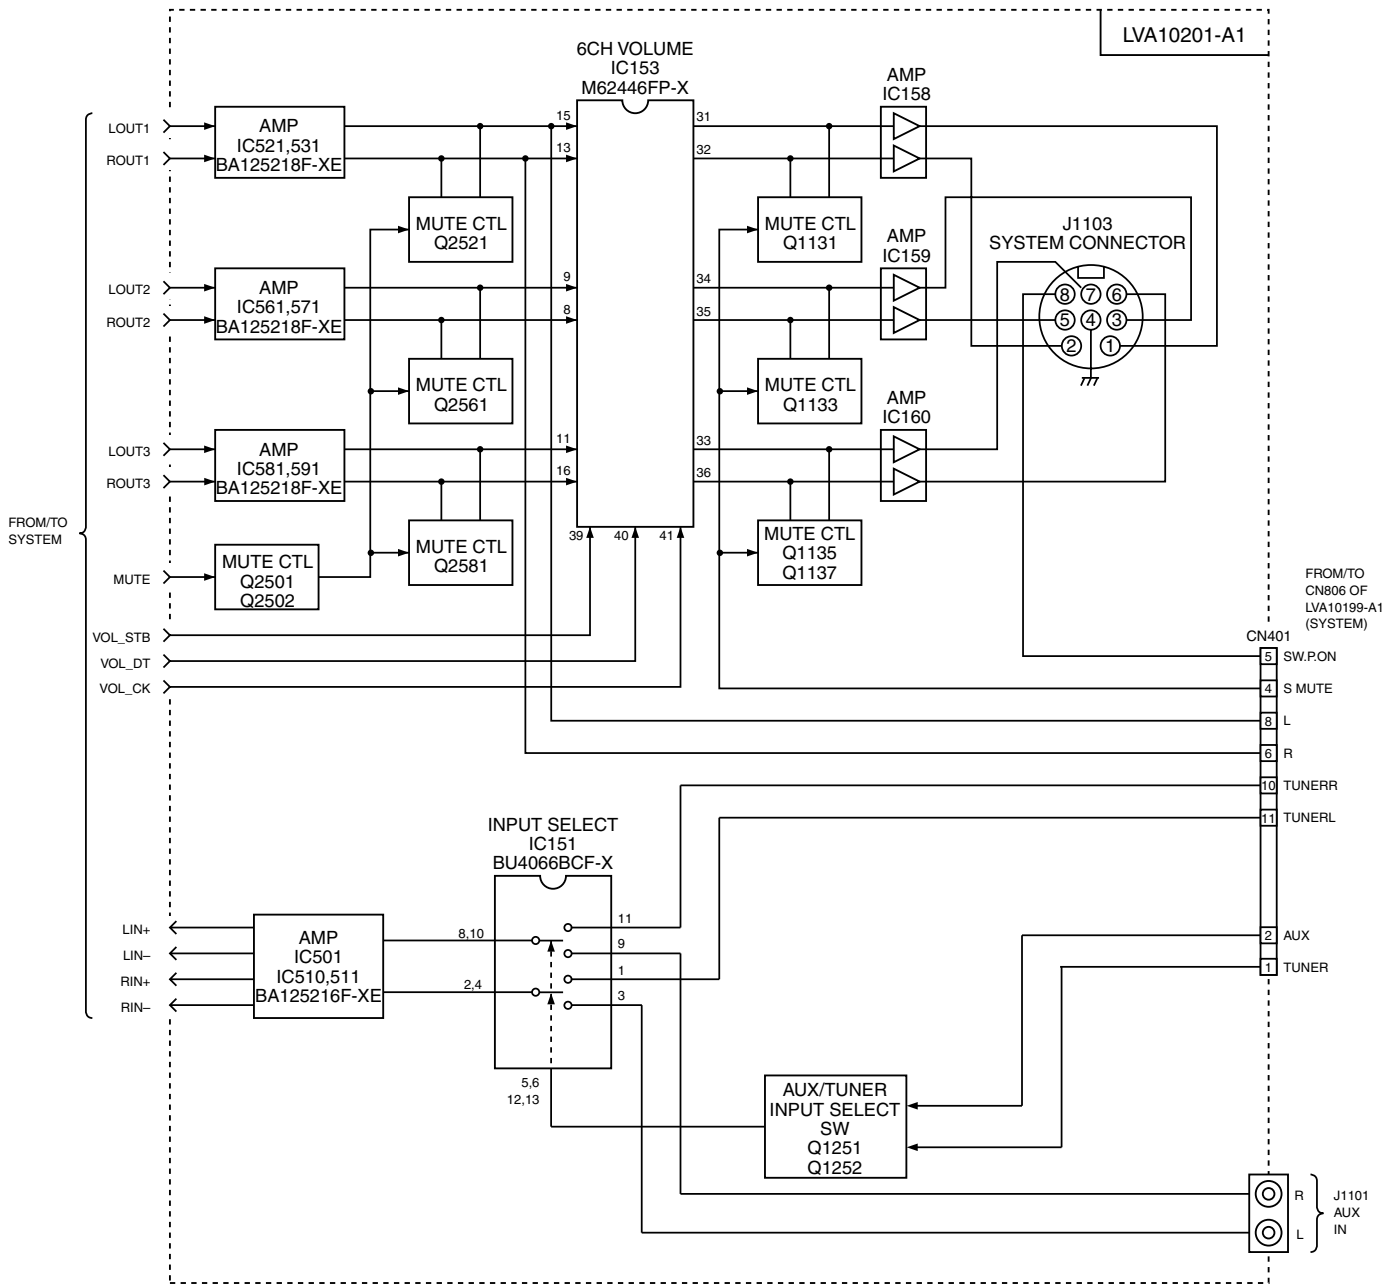 LVA10201-A1
6CH VOLUME
IC153
M62446FP-X
AMP
IC158
LOUT1
ROUT1
AMP
IC521,531
BA125218F-XE
15
13
31
32
MUTE CTL
Q2521
MUTE CTL
Q1131
AMP
IC159
J1103
SYSTEM CONNECTOR
LOUT2
ROUT2
AMP
IC561,571
BA125218F-XE
9
8
34
35
8
7
6
5
4
3
2
1
MUTE CTL
Q2561
MUTE CTL
Q1133
AMP
IC160
LOUT3
ROUT3
AMP
IC581,591
BA125218F-XE
11
16
33
36
FROM/TO
SYSTEM
MUTE CTL
Q2581
39
40
41
MUTE CTL
Q1135
Q1137
MUTE
MUTE CTL
Q2501
Q2502
VOL_STB
VOL_DT
VOL_CK
FROM/TO
CN806 OF
LVA10199-A1
(SYSTEM)
CN401
5 SW.P.ON
4 S MUTE
8 L
6 R
10 TUNERR
11 TUNERL
2 AUX
1 TUNER
INPUT SELECT
IC151
BU4066BCF-X
LIN+
LIN–
RIN+
RIN–
AMP
IC501
IC510,511
BA125216F-XE
8,10
2,4
11
9
1
3
5,6
12,13
AUX/TUNER
INPUT SELECT
SW
Q1251
Q1252
R
L
J1101
AUX
IN